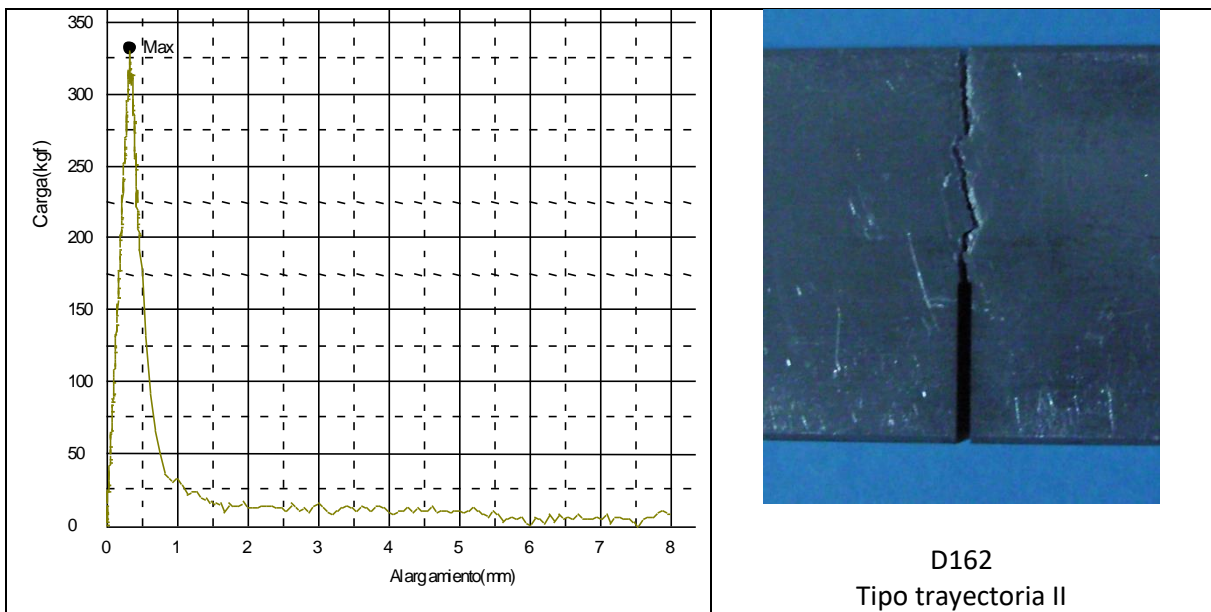 350
Max
300
250
200
150
100
50
0
Carga(kgf)
0 1 2 3 4 5 6 7 8
Alargamiento(mm)
D162
Tipo trayectoria II